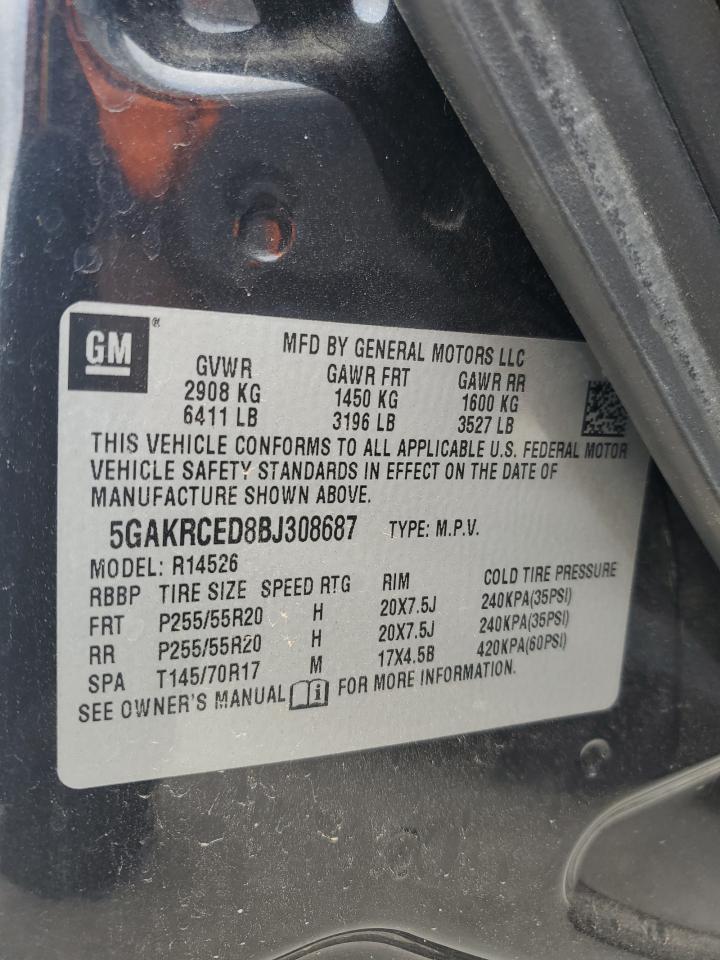 GM®
MFD BY GENERAL MOTORS LLC
GVWR GAWR FRT GAWR RR
2908 KG 1450 KG 1600 KG
6411 LB 3196 LB 3527 LB
THIS VEHICLE CONFORMS TO ALL APPLICABLE U.S. FEDERAL MOTOR
VEHICLE SAFETY STANDARDS IN EFFECT ON THE DATE OF
MANUFACTURE SHOWN ABOVE.
5GAKRCED8BJ308687 TYPE: M.P.V.
MODEL: R14526
RBBP TIRE SIZE SPEED RTG RIM COLD TIRE PRESSURE
FRT P255/55R20 H 20X7.5J 240KPA(35PSI)
RR P255/55R20 H 20X7.5J 240KPA(35PSI)
SPA T145/70R17 M 17X4.5B 420KPA(60PSI)
SEE OWNER'S MANUAL i FOR MORE INFORMATION.